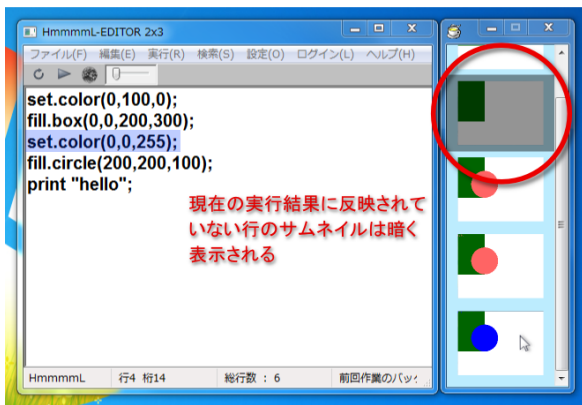 HmmmmL-EDITOR 2x3
ファイル(F) 編集(E) 実行(R) 検索(S) 設定(O) ログイン(L) ヘルプ(H)
set.color(0,100,0);
fill.box(0,0,200,300);
set.color(0,0,255);
fill.circle(200,200,100);
print "hello";
現在の実行結果に反映されて
いない行のサムネイルは暗く
表示される
HmmmmL 行4 桁14 総行数 : 6 前回作業のバック